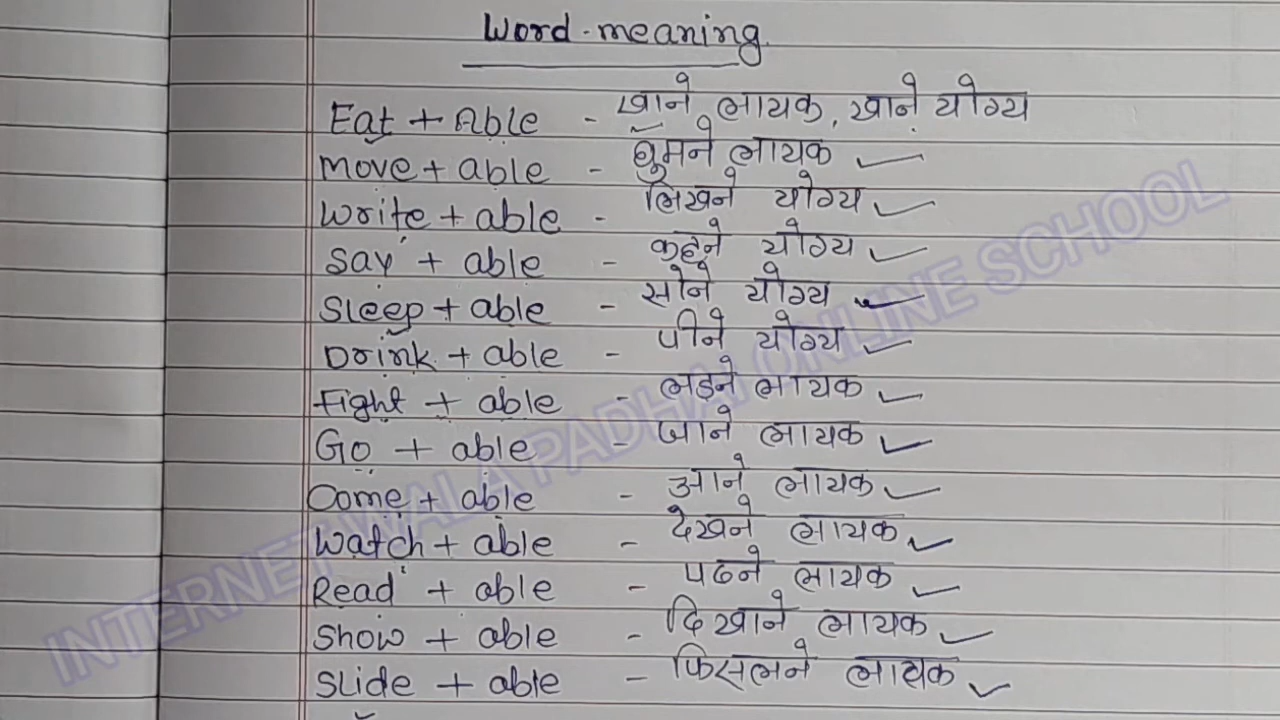 Word-meaning
Eat + Able - खाने लायक, खाने योग्य
Move + able - घुमने लायक
Write + able - लिखने योग्य
Say + able - कहने योग्य
Sleep + able - सोने योग्य
Drink + able - पीने योग्य
Fight + able - लड़ने लायक
Go + able - जाने लायक
Come + able - आने लायक
Watch + able - देखने लायक
Read + able - पढने लायक
Show + able - दिखाने लायक
Slide + able - फिसलने लायक
INTERNET WALA PADHAI ONLINE SCHOOL